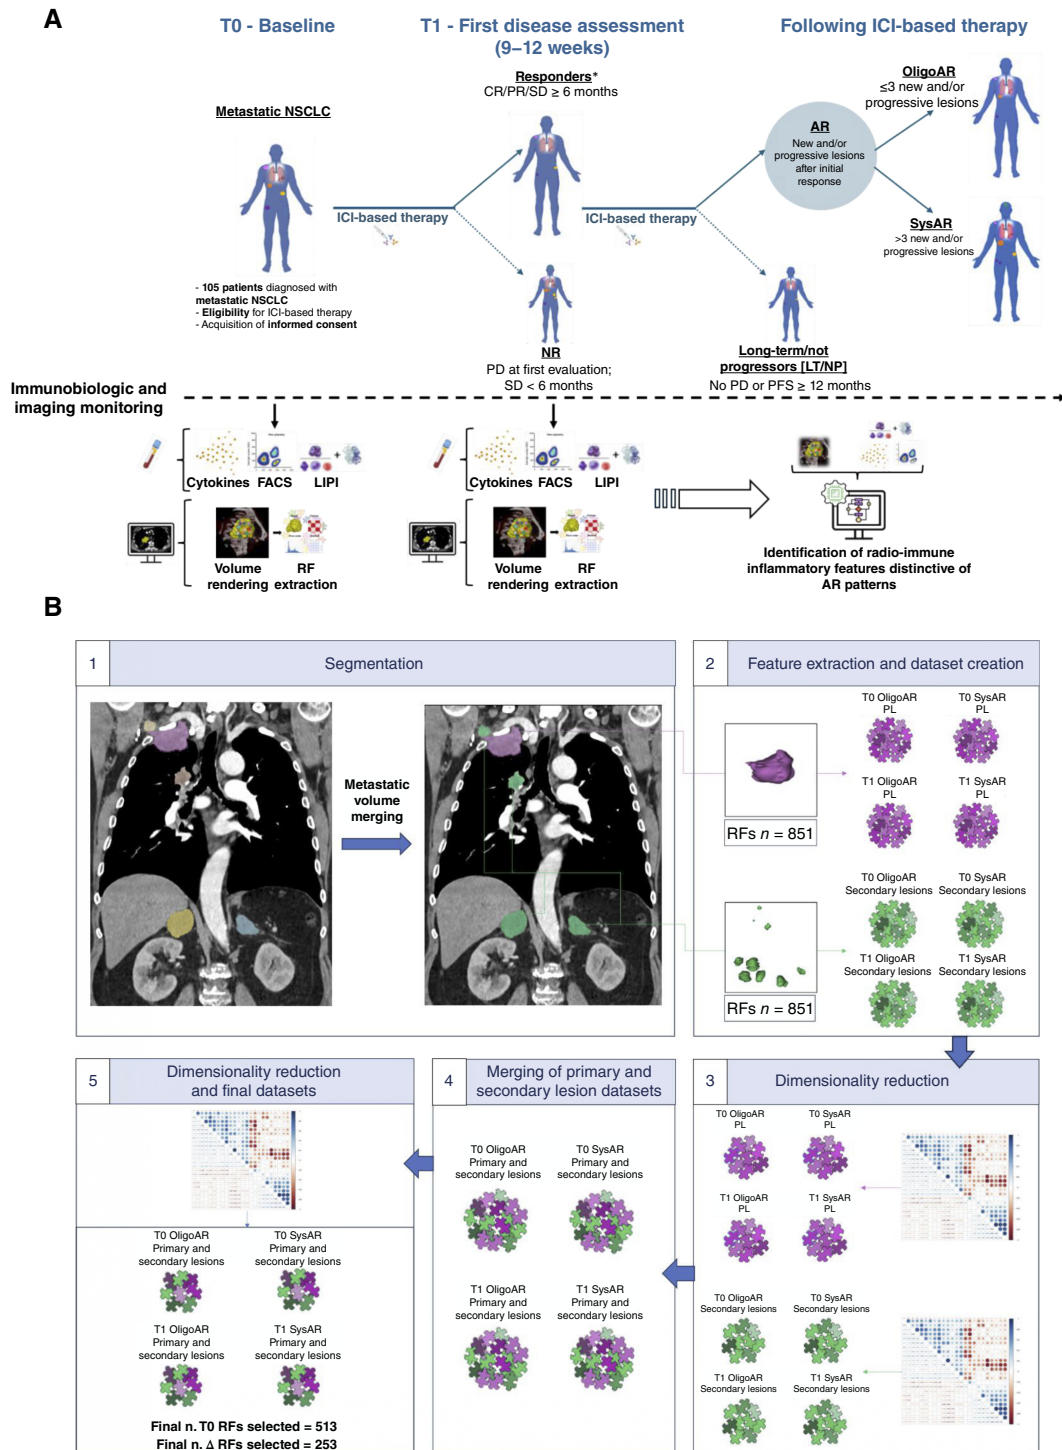 A
T0 - Baseline
T1 - First disease assessment
(9–12 weeks)
Following ICI-based therapy
Metastatic NSCLC
Responders*
CR/PR/SD ≥ 6 months
OligoAR
≤3 new and/or
progressive lesions
AR
New and/or
progressive lesions
after initial
response
ICI-based therapy
ICI-based therapy
SysAR
>3 new and/or
progressive lesions
- 105 patients diagnosed with
metastatic NSCLC
- Eligibility for ICI-based therapy
- Acquisition of informed consent
NR
PD at first evaluation;
SD < 6 months
Long-term/not
progressors [LT/NP]
No PD or PFS ≥ 12 months
Immunobiologic and
imaging monitoring
Cytokines FACS LIPI
Volume
rendering
RF
extraction
Cytokines FACS LIPI
Volume
rendering
RF
extraction
Identification of radio-immune
inflammatory features distinctive of
AR patterns
B
1
Segmentation
Metastatic
volume
merging
2
Feature extraction and dataset creation
RFs n = 851
T0 OligoAR
PL
T0 SysAR
PL
T1 OligoAR
PL
T1 SysAR
PL
RFs n = 851
T0 OligoAR
Secondary lesions
T0 SysAR
Secondary lesions
T1 OligoAR
Secondary lesions
T1 SysAR
Secondary lesions
3
Dimensionality reduction
T0 OligoAR
PL
T0 SysAR
PL
T1 OligoAR
PL
T1 SysAR
PL
T0 OligoAR
Secondary lesions
T0 SysAR
Secondary lesions
T1 OligoAR
Secondary lesions
T1 SysAR
Secondary lesions
4
Merging of primary and
secondary lesion datasets
T0 OligoAR
Primary and
secondary lesions
T0 SysAR
Primary and
secondary lesions
T1 OligoAR
Primary and
secondary lesions
T1 SysAR
Primary and
secondary lesions
5
Dimensionality reduction
and final datasets
T0 OligoAR
Primary and
secondary lesions
T0 SysAR
Primary and
secondary lesions
T1 OligoAR
Primary and
secondary lesions
T1 SysAR
Primary and
secondary lesions
Final n. T0 RFs selected = 513
Final n. Δ RFs selected = 253